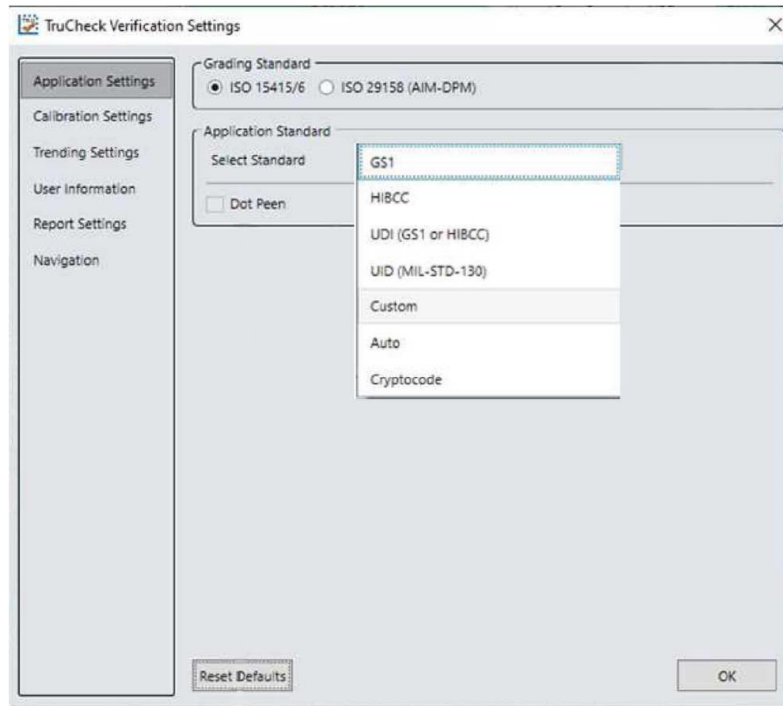 TruCheck Verification Settings
Application Settings
Calibration Settings
Trending Settings
User Information
Report Settings
Navigation
Grading Standard
ISO 15415/6
ISO 29158 (AIM-DPM)
Application Standard
Select Standard
GS1
HIBCC
UDI (GS1 or HIBCC)
UID (MIL-STD-130)
Custom
Auto
Cryptocode
Dot Peen
Reset Defaults
OK